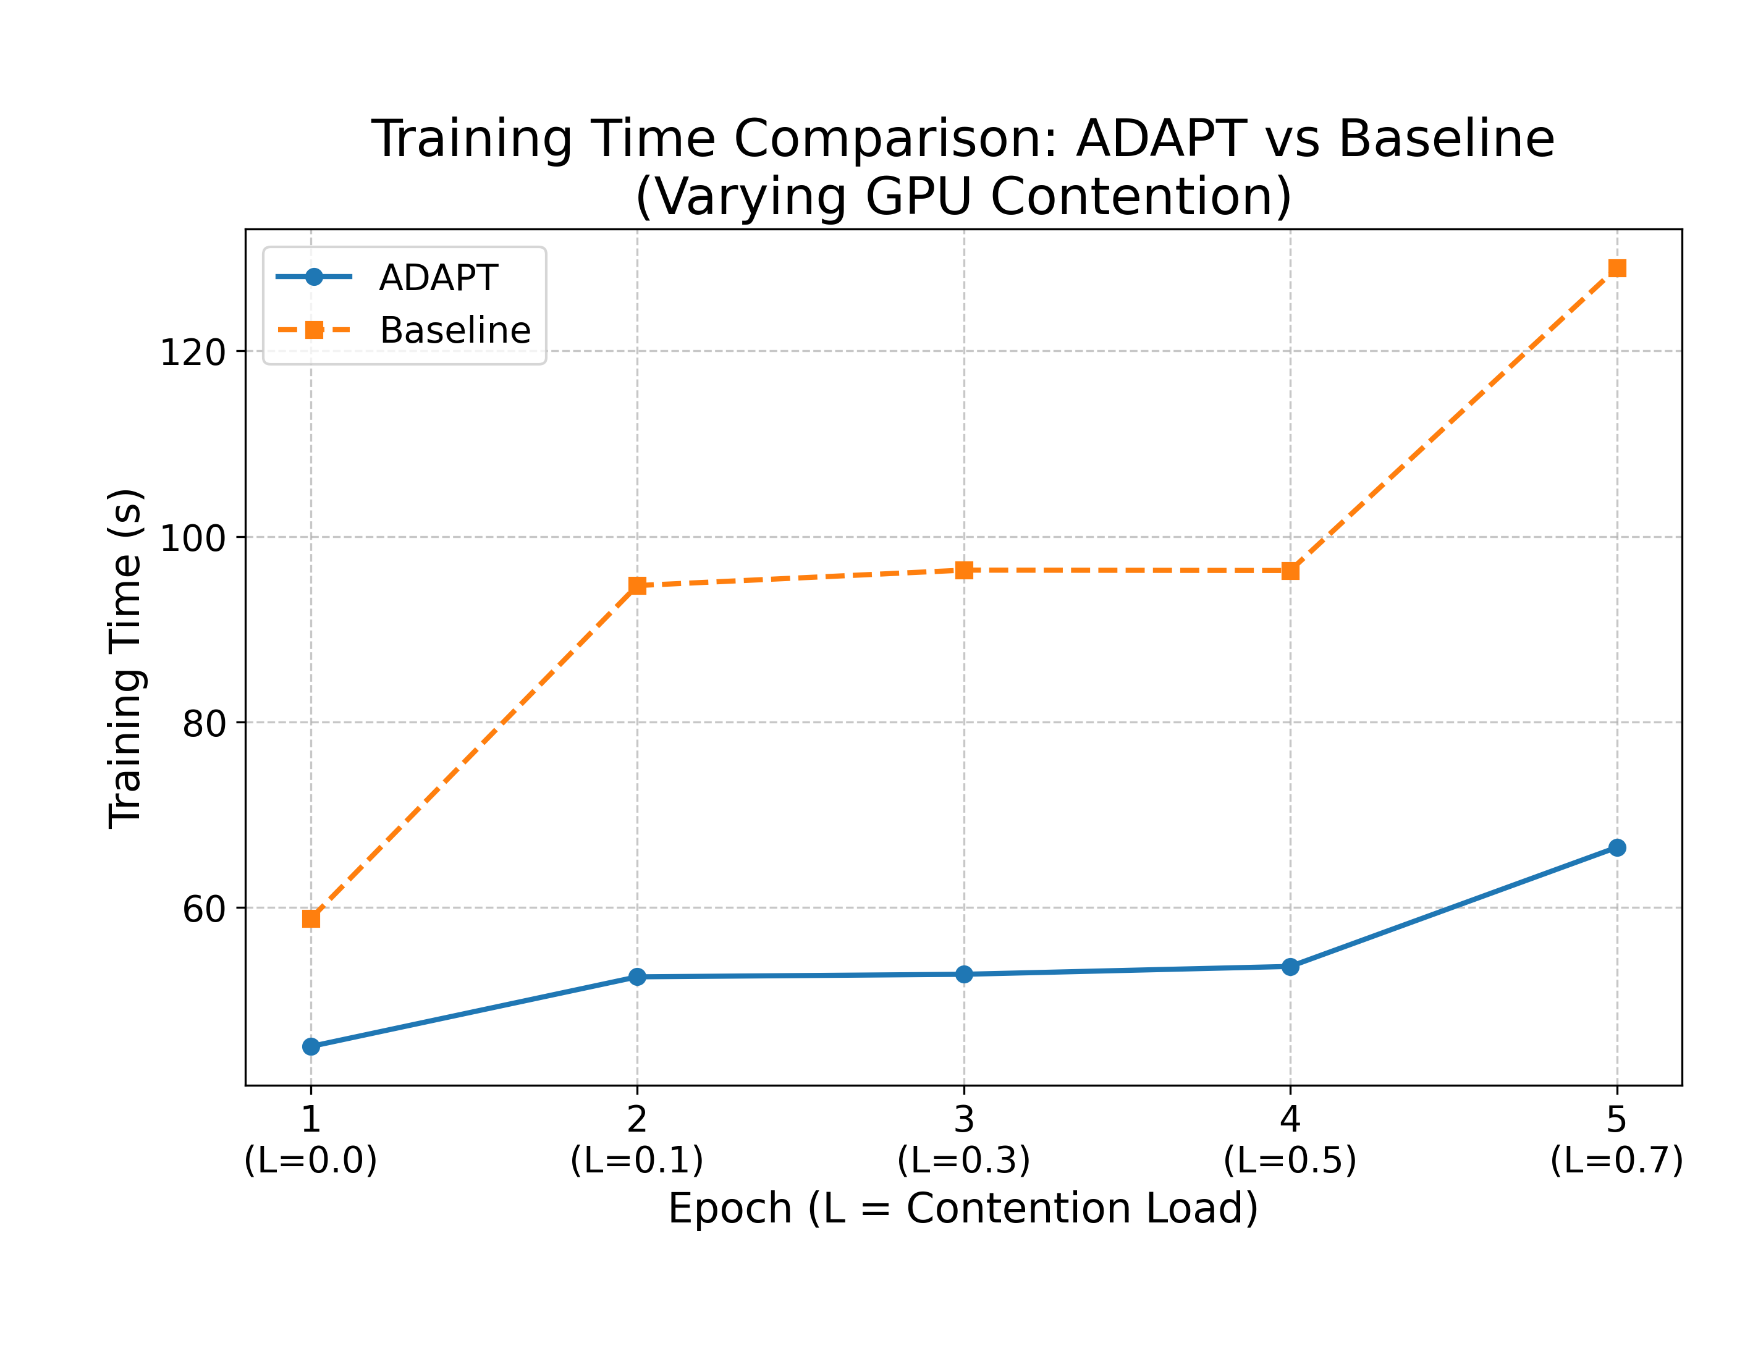 Training Time Comparison: ADAPT vs Baseline
(Varying GPU Contention)
ADAPT
Baseline
Training Time (s)
120
100
80
60
1
(L=0.0)
2
(L=0.1)
3
(L=0.3)
4
(L=0.5)
5
(L=0.7)
Epoch (L = Contention Load)